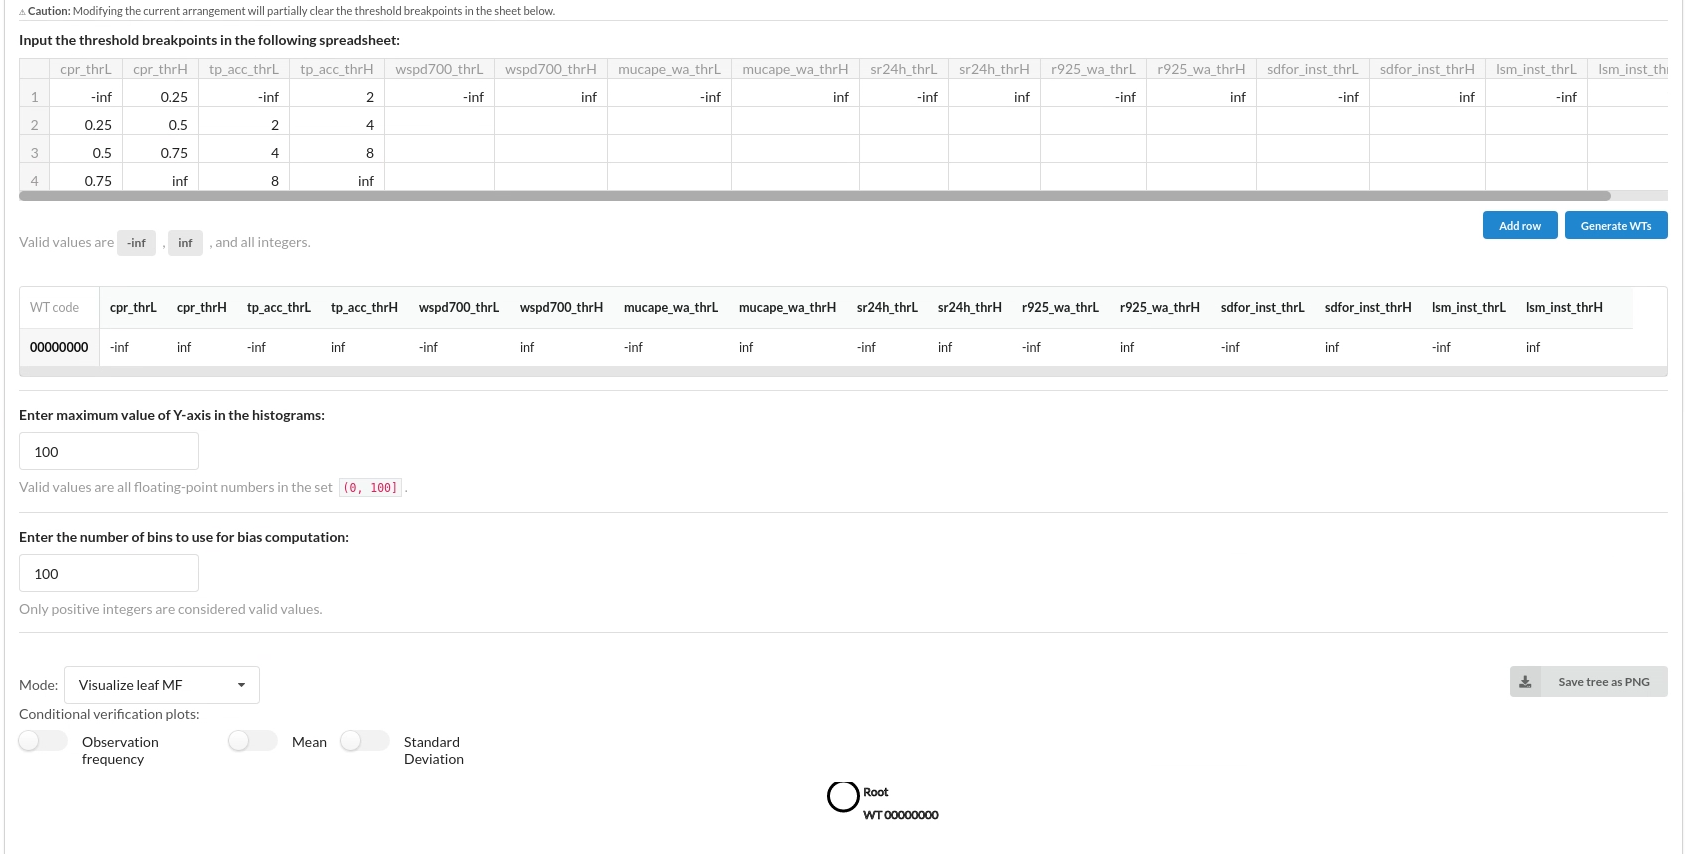 ⚠ Caution: Modifying the current arrangement will partially clear the threshold breakpoints in the sheet below.
Input the threshold breakpoints in the following spreadsheet:
cpr_thrL cpr_thrH tp_acc_thrL tp_acc_thrH wspd700_thrL wspd700_thrH mucape_wa_thrL mucape_wa_thrH sr24h_thrL sr24h_thrH r925_wa_thrL r925_wa_thrH sdfor_inst_thrL sdfor_inst_thrH lsm_inst_thrL lsm_inst_thr
1 -inf 0.25 -inf 2 -inf inf -inf inf -inf inf -inf inf -inf inf -inf
2 0.25 0.5 2 4
3 0.5 0.75 4 8
4 0.75 inf 8 inf
Add row Generate WTs
Valid values are -inf , inf , and all integers.
WT code cpr_thrL cpr_thrH tp_acc_thrL tp_acc_thrH wspd700_thrL wspd700_thrH mucape_wa_thrL mucape_wa_thrH sr24h_thrL sr24h_thrH r925_wa_thrL r925_wa_thrH sdfor_inst_thrL sdfor_inst_thrH lsm_inst_thrL lsm_inst_thrH
00000000 -inf inf -inf inf -inf inf -inf inf -inf inf -inf inf -inf inf -inf inf
Enter maximum value of Y-axis in the histograms:
100
Valid values are all floating-point numbers in the set (0, 100] .
Enter the number of bins to use for bias computation:
100
Only positive integers are considered valid values.
Mode: Visualize leaf MF Save tree as PNG
Conditional verification plots:
Observation Mean Standard
frequency Deviation
Root
WT 00000000